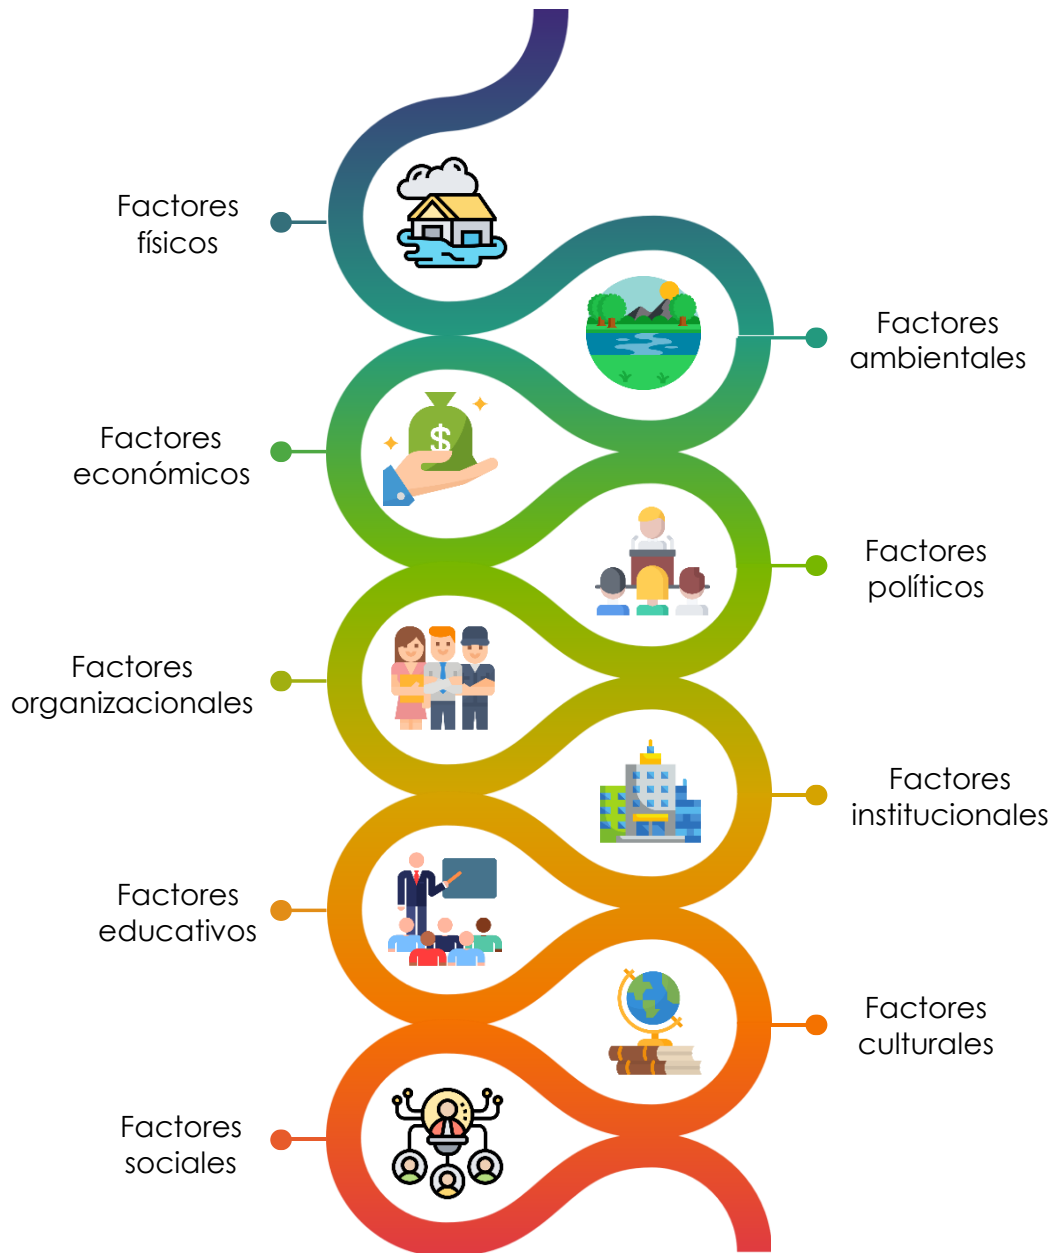 Factores
físicos
Factores
ambientales
Factores
económicos
$
Factores
políticos
Factores
organizacionales
Factores
institucionales
Factores
educativos
Factores
culturales
Factores
sociales